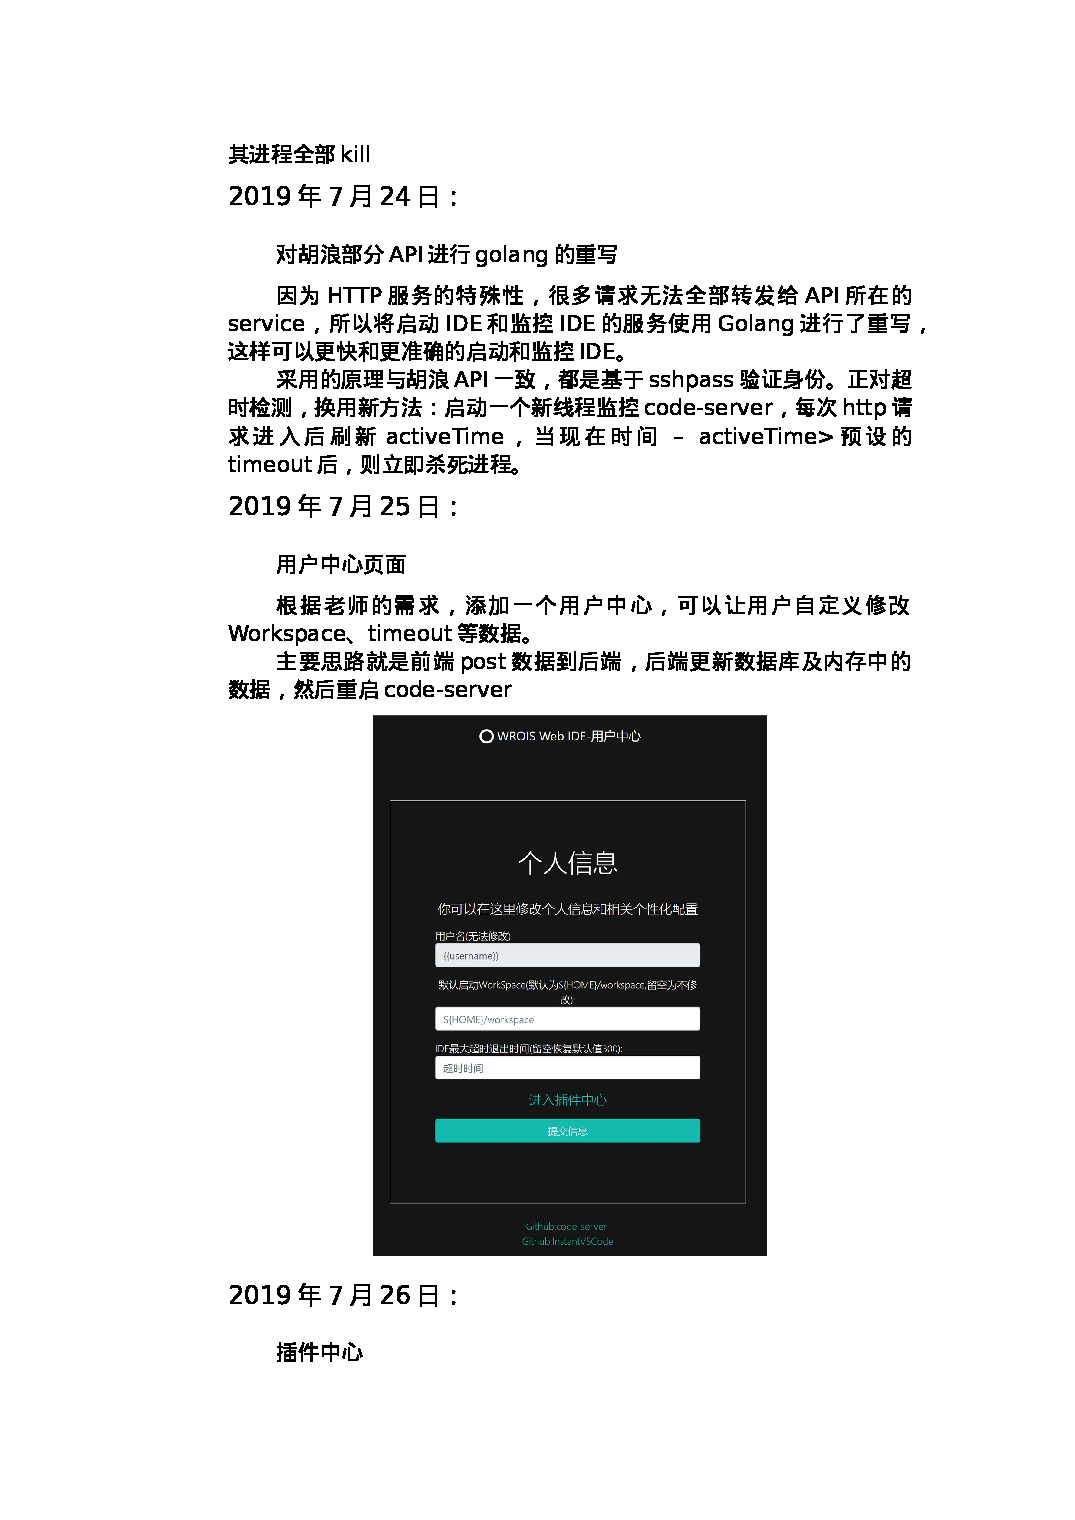 其进程全部 kill
2019 年 7 月 24 日：
对胡浪部分 API 进行 golang 的重写
因为 HTTP 服务的特殊性，很多请求无法全部转发给 API 所在的
service，所以将启动 IDE 和监控 IDE 的服务使用 Golang 进行了重写，
这样可以更快和更准确的启动和监控 IDE。
采用的原理与胡浪 API 一致，都是基于 sshpass 验证身份。正对超
时检测，换用新方法：启动一个新线程监控 code-server，每次 http 请
求进入后刷新 activeTime，当现在时间 – activeTime> 预设的
timeout 后，则立即杀死进程。
2019 年 7 月 25 日：
用户中心页面
根据老师的需求，添加一个用户中心，可以让用户自定义修改
Workspace、timeout 等数据。
主要思路就是前端 post 数据到后端，后端更新数据库及内存中的
数据，然后重启 code-server
WROIS Web IDE-用户中心
个人信息
你可以在这里修改个人信息和相关个性化配置
用户名(无法修改)
{{username}}
默认启动WorkSpace(默认为${HOME}/workspace,留空为不修
改):
${HOME}/workspace
IDE最大超时退出时间(留空恢复默认值300):
超时时间
进入插件中心
提交信息
Github:code-server
Github:InstantVSCode
2019 年 7 月 26 日：
插件中心